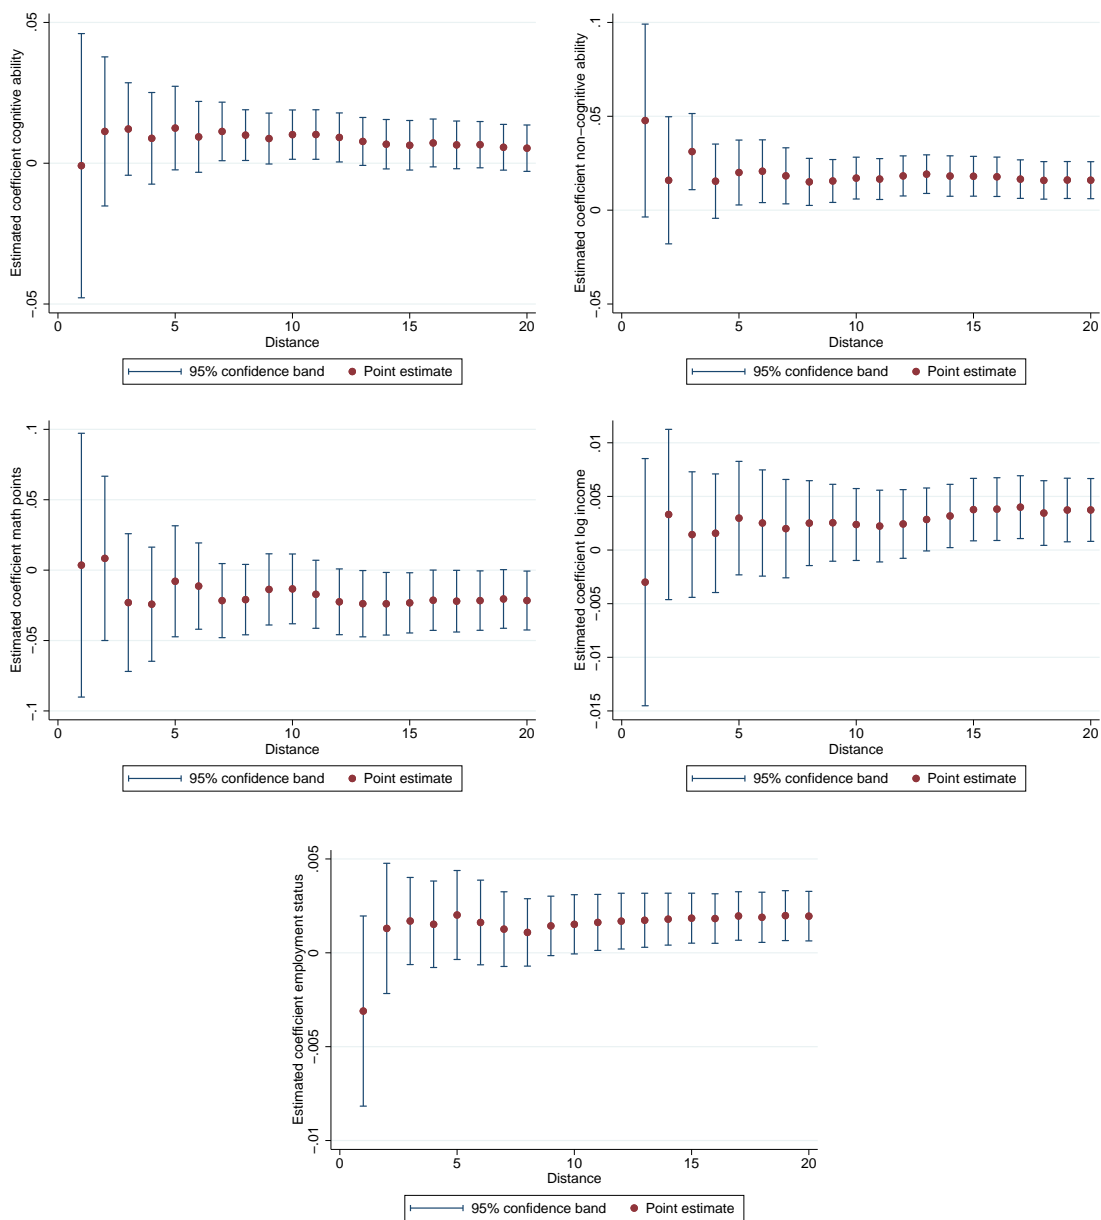 Estimated coefficient cognitive ability
.05
0
-.05
0 5 10 15 20
Distance
95% confidence band Point estimate
Estimated coefficient non-cognitive ability
.1
.05
0
-.05
0 5 10 15 20
Distance
95% confidence band Point estimate
Estimated coefficient math points
.1
.05
0
-.05
-.1
0 5 10 15 20
Distance
95% confidence band Point estimate
Estimated coefficient log income
.01
.005
0
-.005
-.01
-.015
0 5 10 15 20
Distance
95% confidence band Point estimate
Estimated coefficient employment status
.005
0
-.005
-.01
0 5 10 15 20
Distance
95% confidence band Point estimate